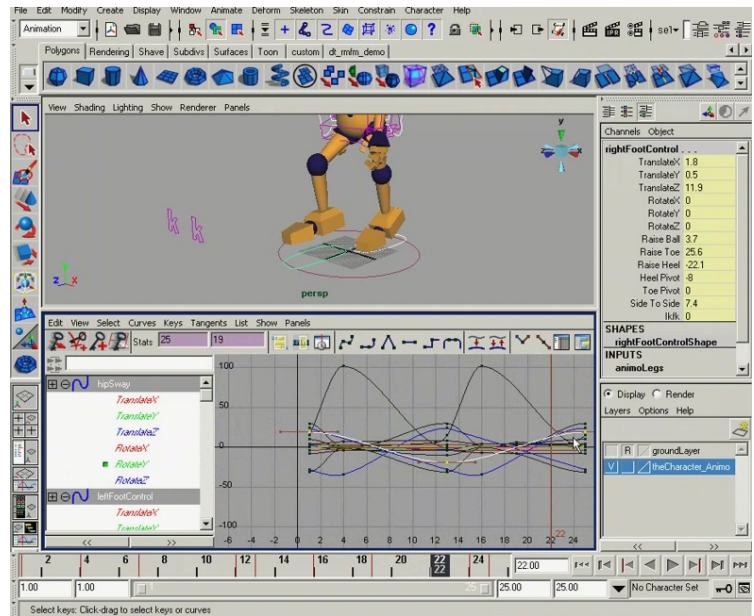 File Edit Modify Create Display Window Animate Deform Skeleton Skin Constrain Character Help
Animation
sel▾
Polygons Rendering Shave Subdivs Surfaces Toon custom dt_mfm_demo
View Shading Lighting Show Renderer Panels
y
z x
persp
k k
Channels Object
rightFootControl . . .
TranslateX 1.8
TranslateY 0.5
TranslateZ 11.9
RotateX 0
RotateY 0
RotateZ 0
Raise Ball 3.7
Raise Toe 25.6
Raise Heel -22.1
Heel Pivot -8
Toe Pivot 0
Side To Side 7.4
Ikfk 0
SHAPES
rightFootControlShape
INPUTS
animoLegs
Display Render
Layers Options Help
R groundLayer
V theCharacter_Animo
Edit View Select Curves Keys Tangents List Show Panels
Stats 25 19
hipSway
TranslateX
TranslateY
TranslateZ
RotateX
RotateY
RotateZ
leftFootControl
TranslateX
TranslateY
<< >>
100
50
0
-50
-100
-6 -4 -2 0 2 4 6 8 10 12 14 16 18 20 22 24
22
<< >>
2 4 6 8 10 12 14 16 18 20 22 24
22
22.00
1.00 1.00 1 25 25.00 25.00 No Character Set
Select keys: Click-drag to select keys or curves